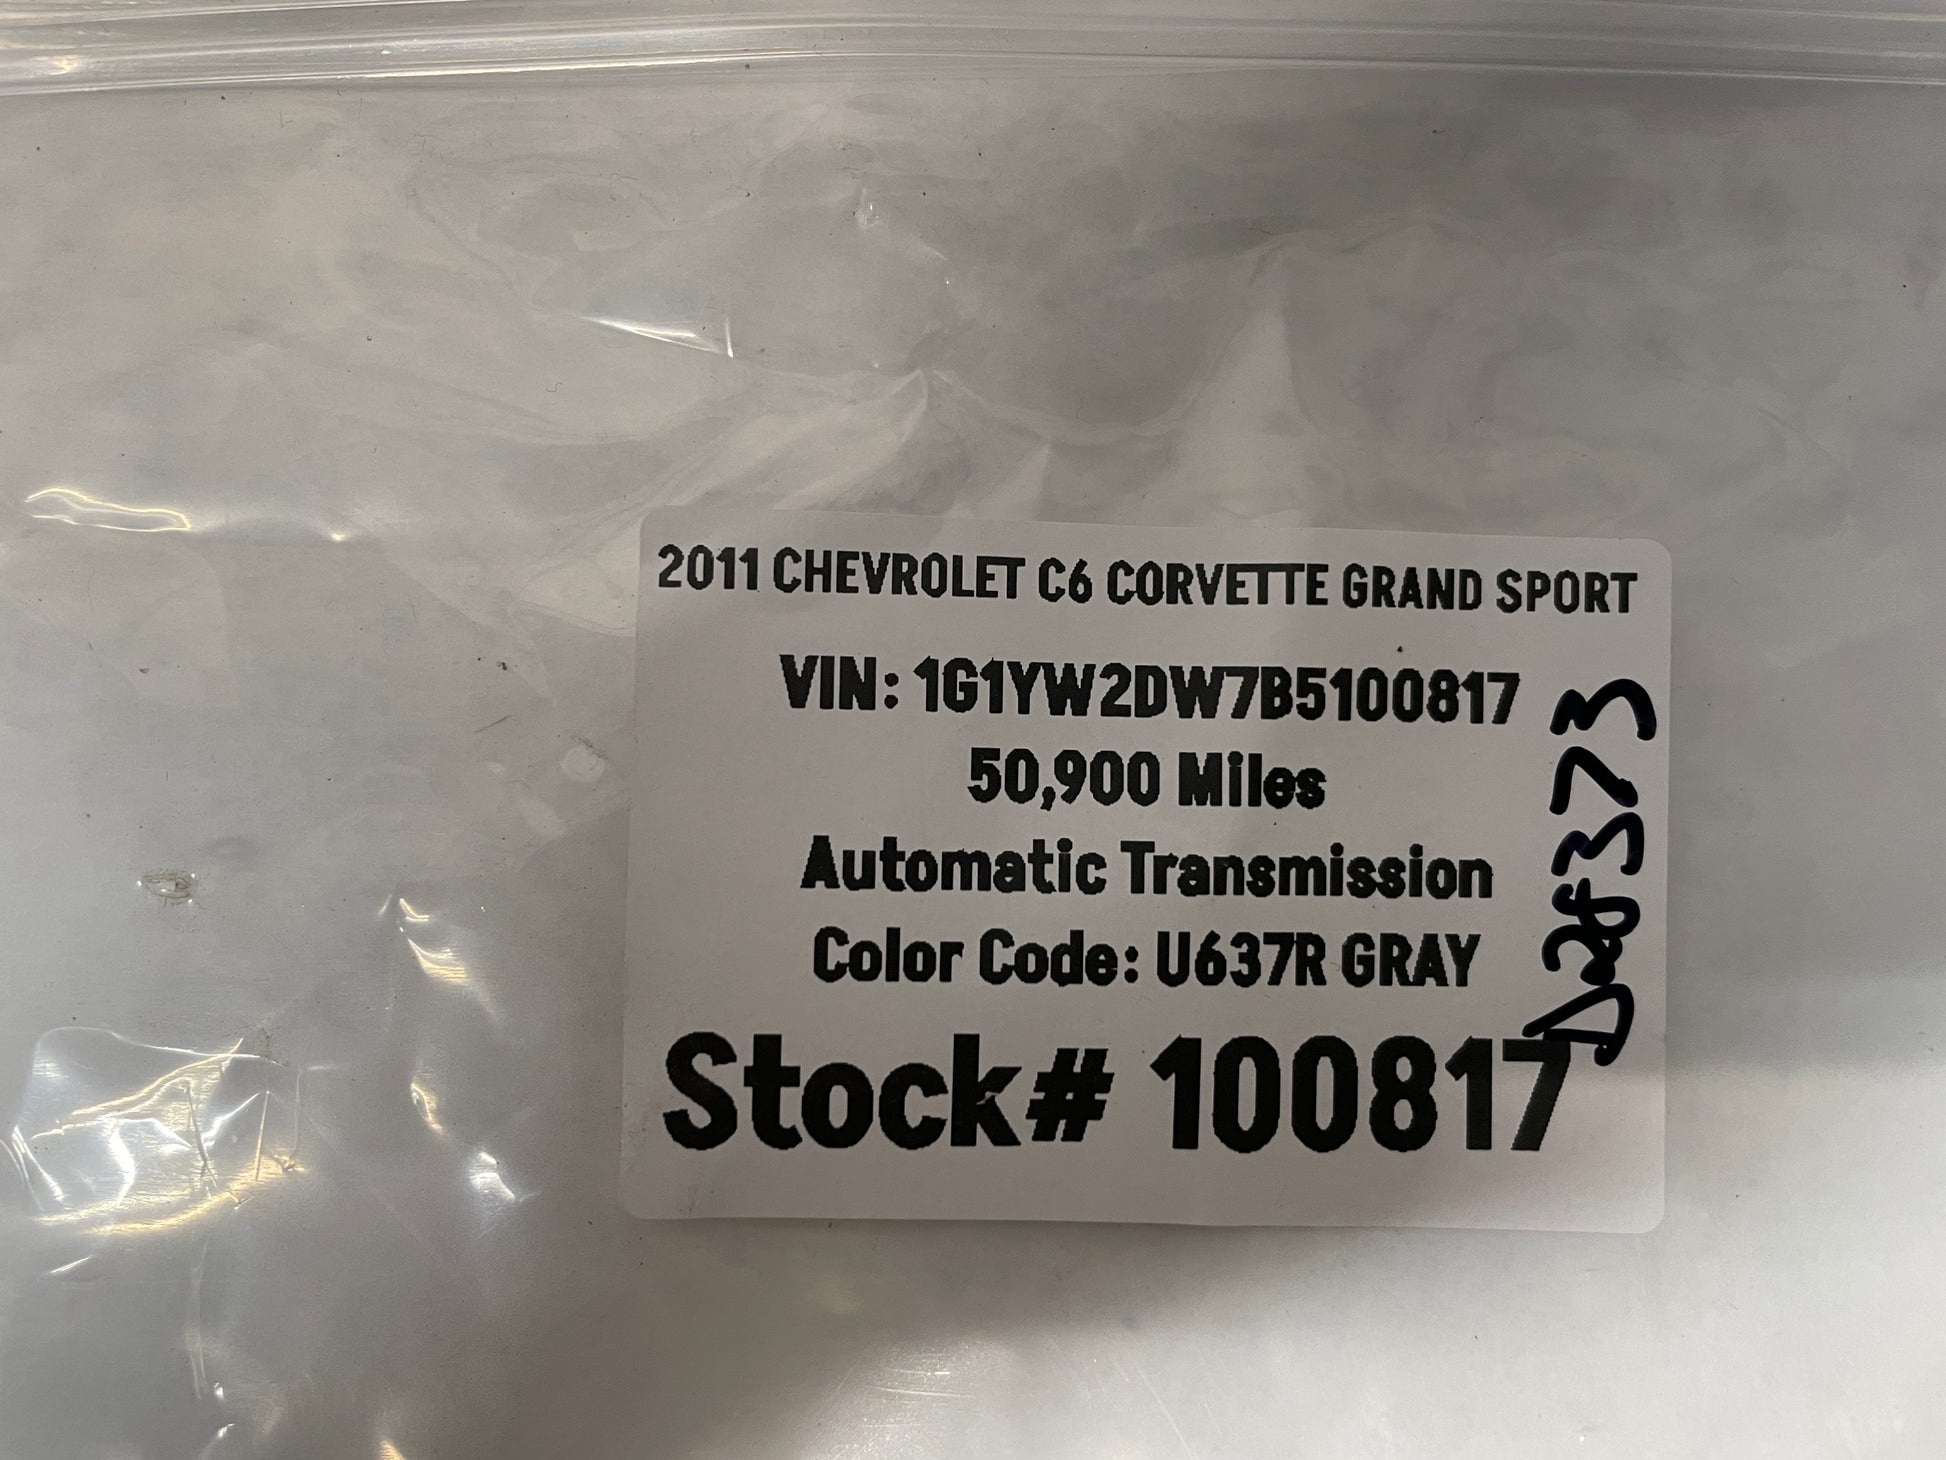 2011 CHEVROLET C6 CORVETTE GRAND SPORT
VIN: 1G1YW2DW7B5100817
50,900 Miles
Automatic Transmission
Color Code: U637R GRAY
Stock# 100817
D28373